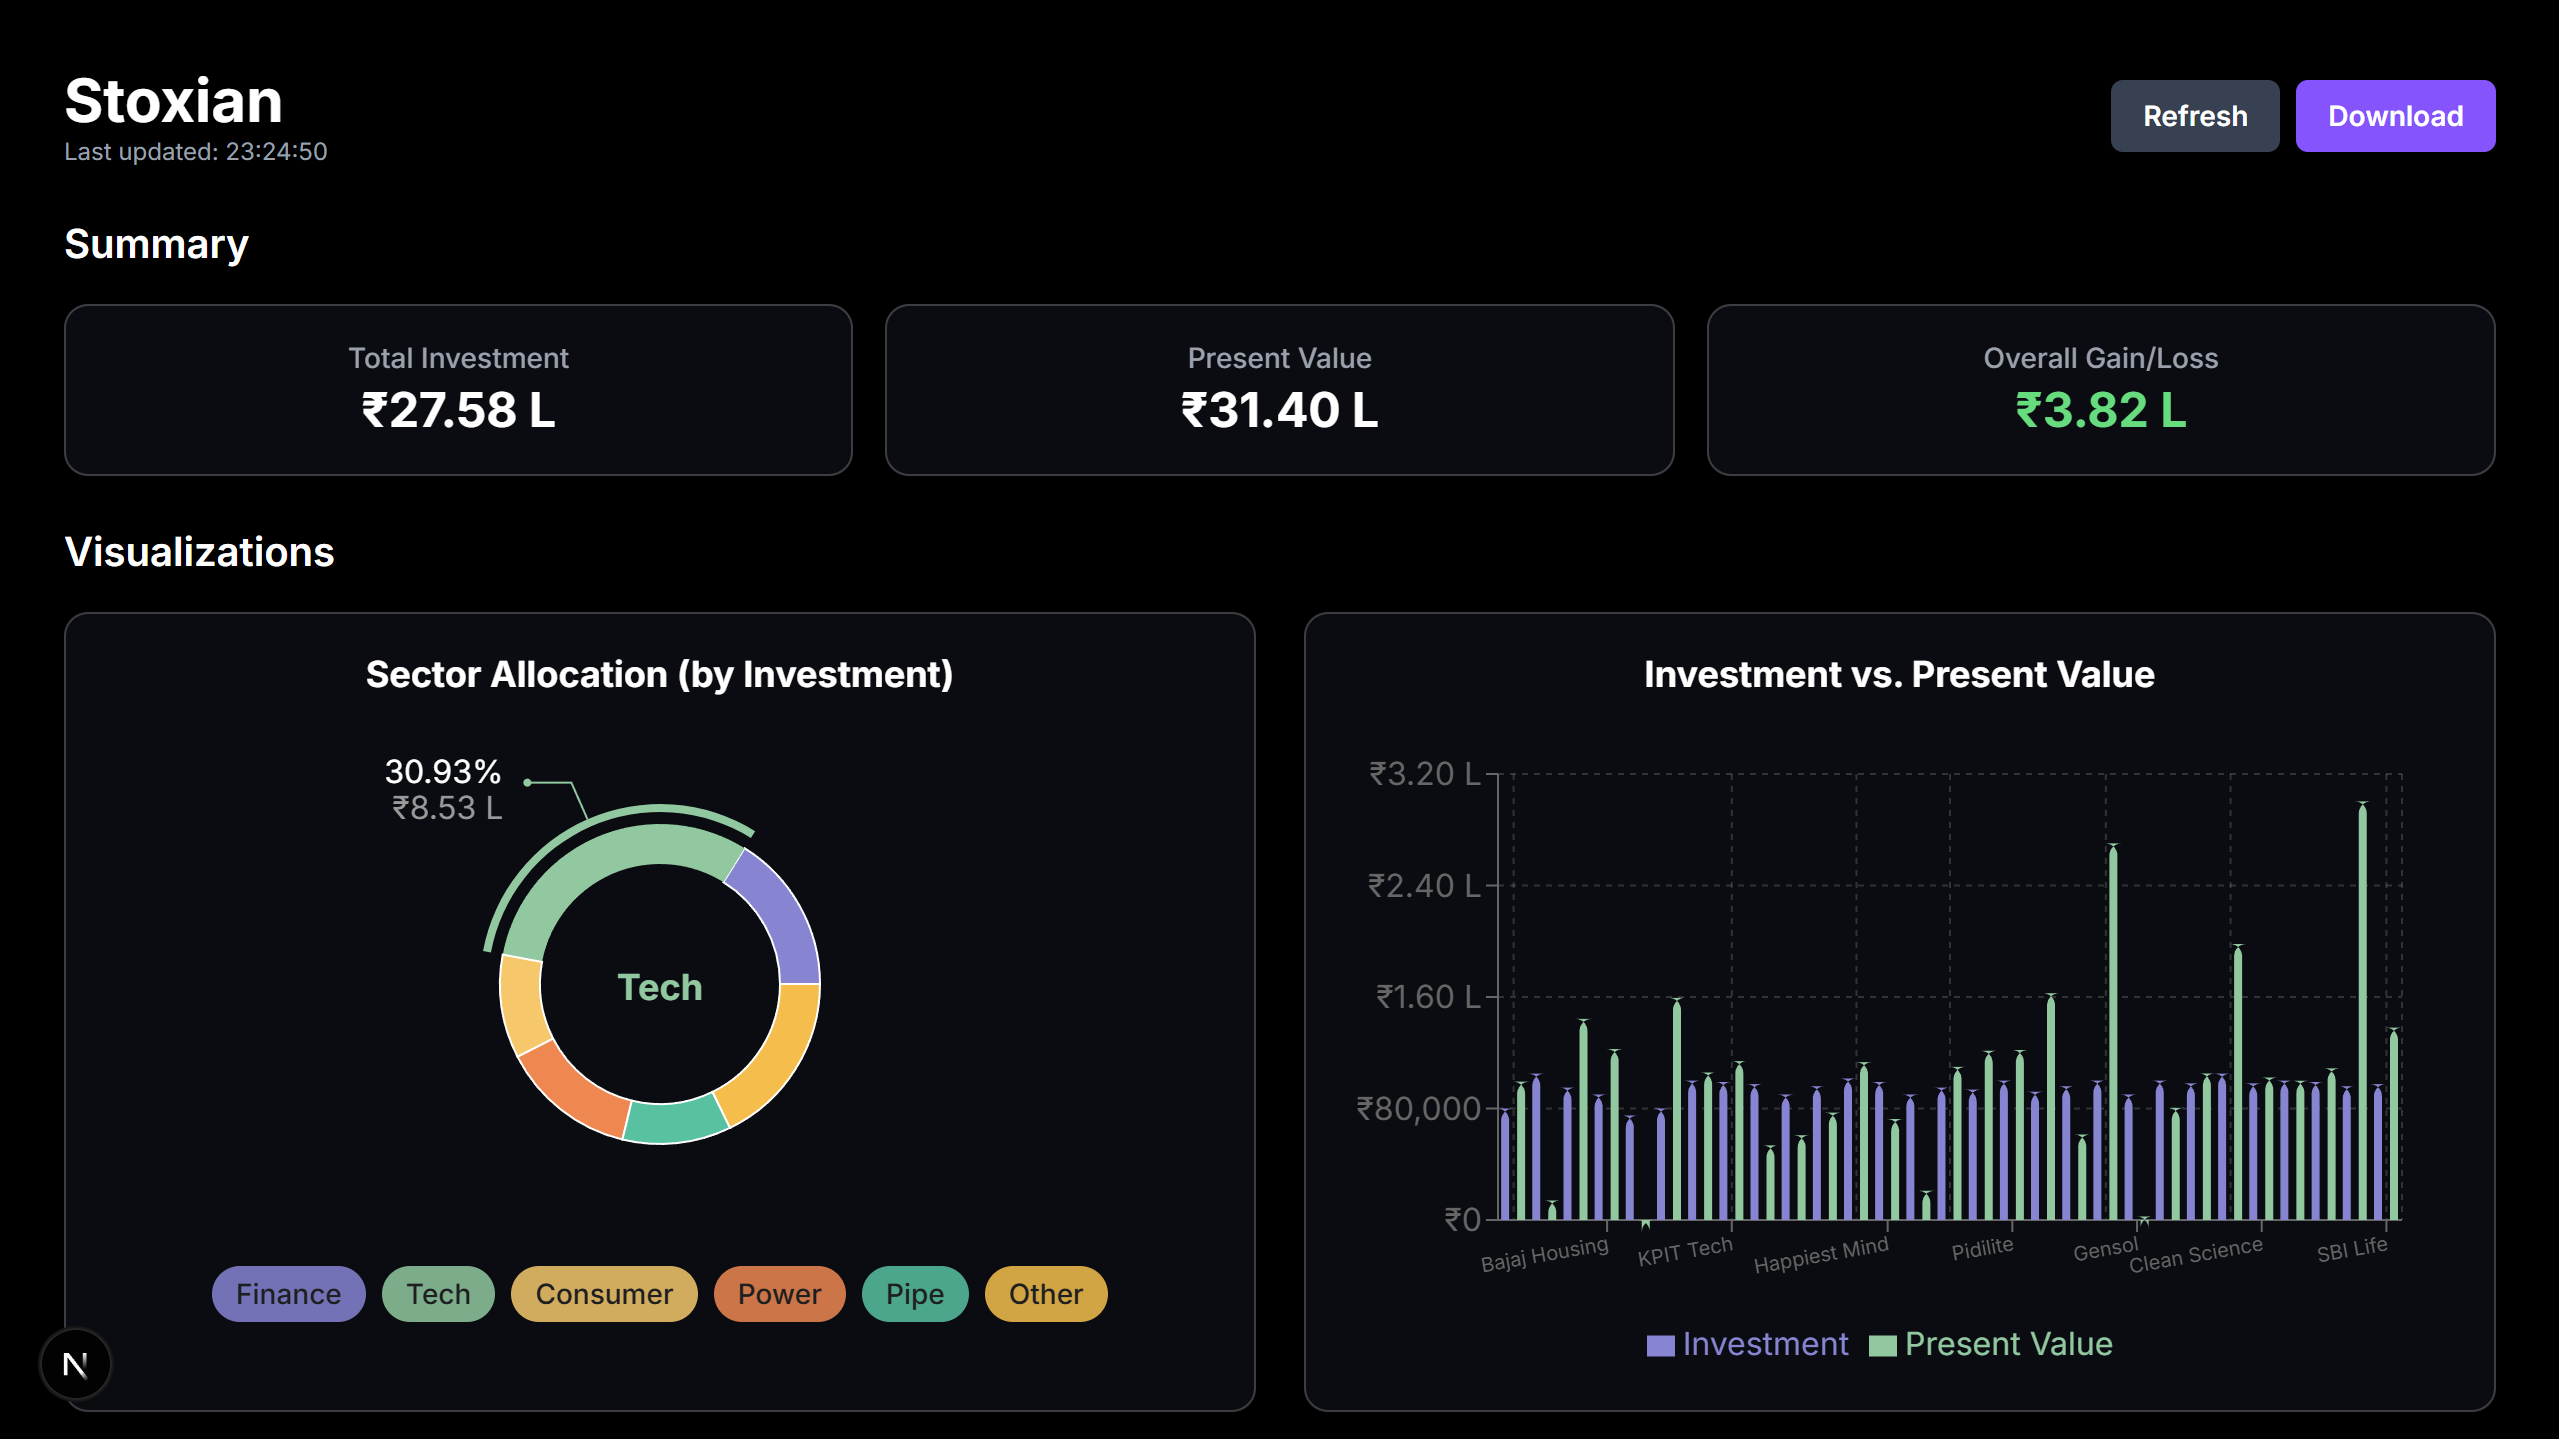 Stoxian
Last updated: 23:24:50
Refresh
Download
Summary
Total Investment
₹27.58 L
Present Value
₹31.40 L
Overall Gain/Loss
₹3.82 L
Visualizations
Sector Allocation (by Investment)
30.93%
₹8.53 L
Tech
Finance
Tech
Consumer
Power
Pipe
Other
N
Investment vs. Present Value
₹3.20 L
₹2.40 L
₹1.60 L
₹80,000
₹0
Bajaj Housing
KPIT Tech
Happiest Mind
Pidilite
Gensol
Clean Science
SBI Life
Investment
Present Value